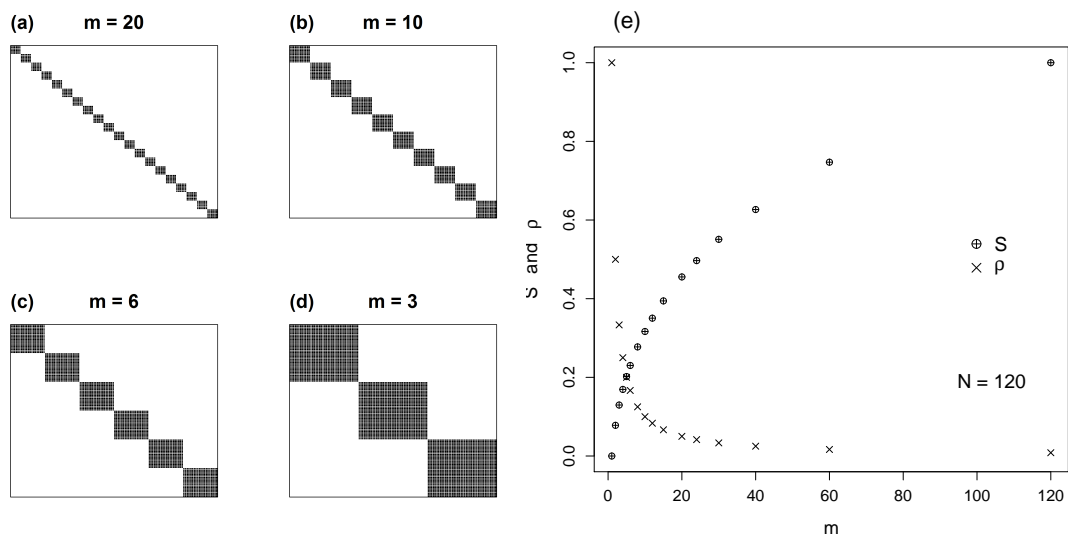 (a) m = 20
(b) m = 10
(c) m = 6
(d) m = 3
(e)
S and ρ
0.0 0.2 0.4 0.6 0.8 1.0
S
ρ
N = 120
0 20 40 60 80 100 120
m